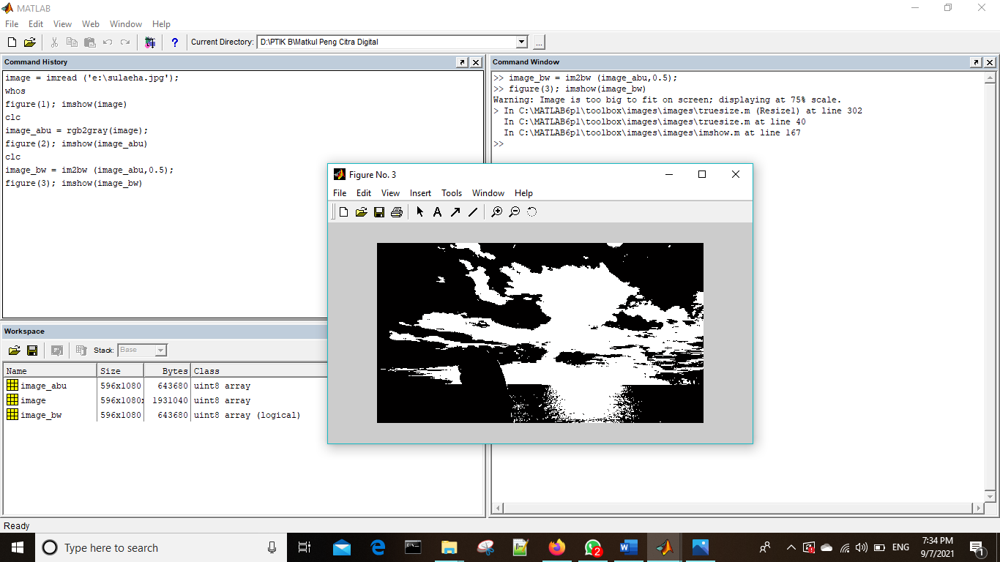 MATLAB
File Edit View Web Window Help
Current Directory: D:\PTIK B\Matkul Peng Citra Digital ...
Command History
image = imread ('e:\sulaeha.jpg');
whos
figure(1); imshow(image)
clc
image_abu = rgb2gray(image);
figure(2); imshow(image_abu)
clc
image_bw = im2bw (image_abu,0.5);
figure(3); imshow(image_bw)
Command Window
>> image_bw = im2bw (image_abu,0.5);
>> figure(3); imshow(image_bw)
Warning: Image is too big to fit on screen; displaying at 75% scale.
> In C:\MATLAB6p1\toolbox\images\images\truesize.m (Resize1) at line 302
In C:\MATLAB6p1\toolbox\images\images\truesize.m at line 40
In C:\MATLAB6p1\toolbox\images\images\imshow.m at line 167
>>
Figure No. 3
File Edit View Insert Tools Window Help
A
Workspace
Stack: Base
Name Size Bytes Class
image_abu 596x1080 643680 uint8 array
image 596x1080x 1931040 uint8 array
image_bw 596x1080 643680 uint8 array (logical)
Ready
Type here to search
2
ENG
7:34 PM
9/7/2021
1